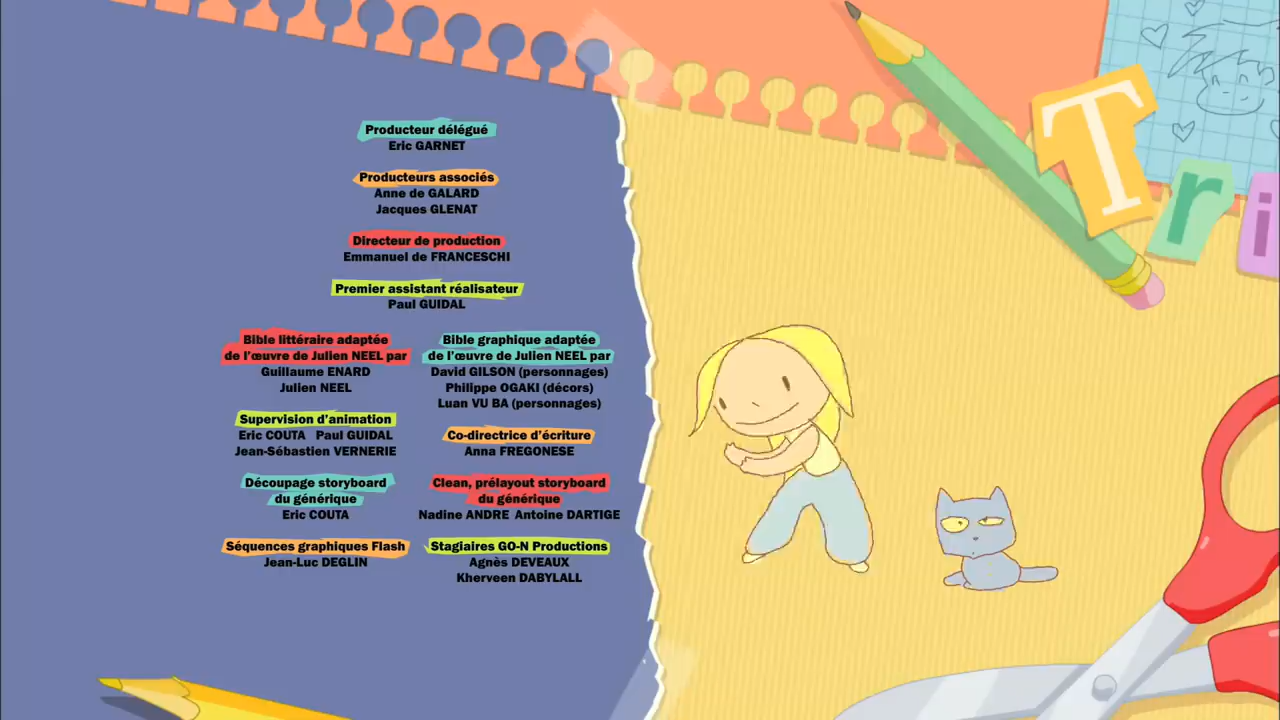 Producteur délégué
Eric GARNET
Producteurs associés
Anne de GALARD
Jacques GLENAT
Directeur de production
Emmanuel de FRANCESCHI
Premier assistant réalisateur
Paul GUIDAL
Bible littéraire adaptée
de l'œuvre de Julien NEEL par
Guillaume ENARD
Julien NEEL
Supervision d'animation
Eric COUTA Paul GUIDAL
Jean-Sébastien VERNERIE
Découpage storyboard
du générique
Eric COUTA
Séquences graphiques Flash
Jean-Luc DEGLIN
Bible graphique adaptée
de l'œuvre de Julien NEEL par
David GILSON (personnages)
Philippe OGAKI (décors)
Luan VU BA (personnages)
Co-directrice d'écriture
Anna FREGONESE
Clean, prélayout storyboard
du générique
Nadine ANDRE Antoine DARTIGE
Stagiaires GO-N Productions
Agnès DEVEAUX
Kherveen DABYLALL
Tri